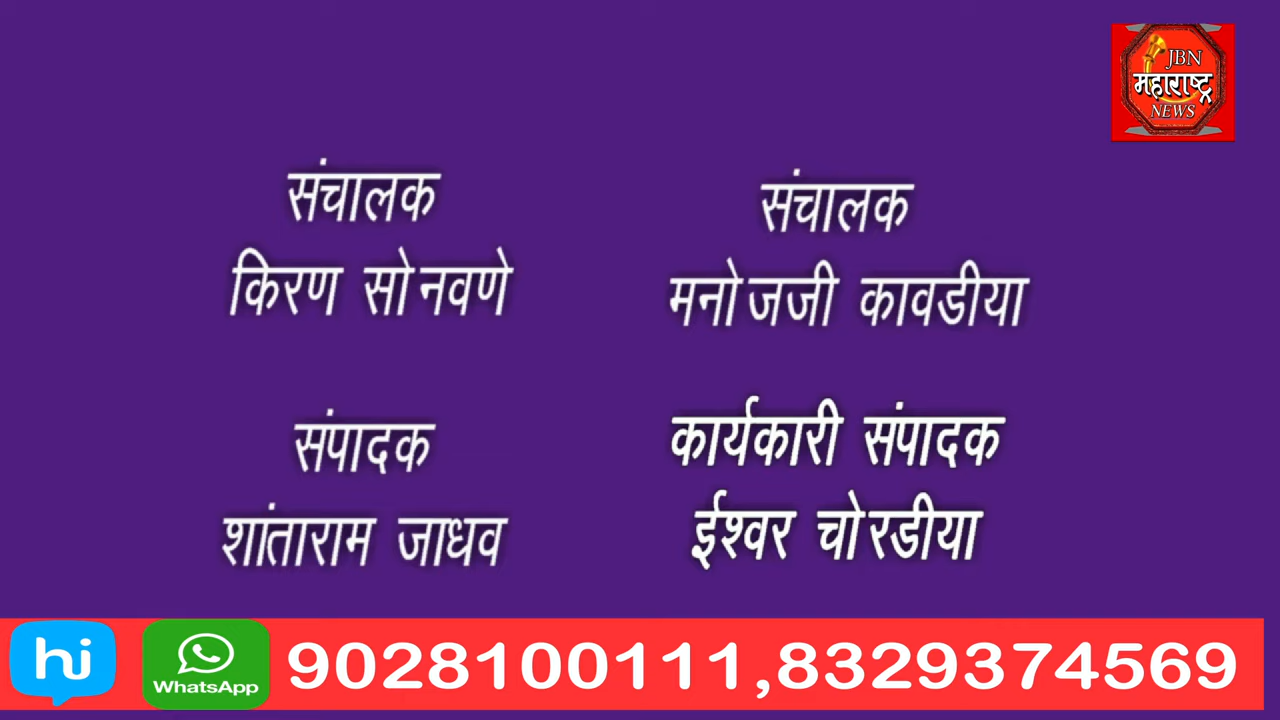 JBN
महाराष्ट्र
NEWS
संचालक
किरण सोनवणे
संचालक
मनोजजी कावडीया
संपादक
शांताराम जाधव
कार्यकारी संपादक
ईश्वर चोरडीया
hi
WhatsApp
9028100111,8329374569